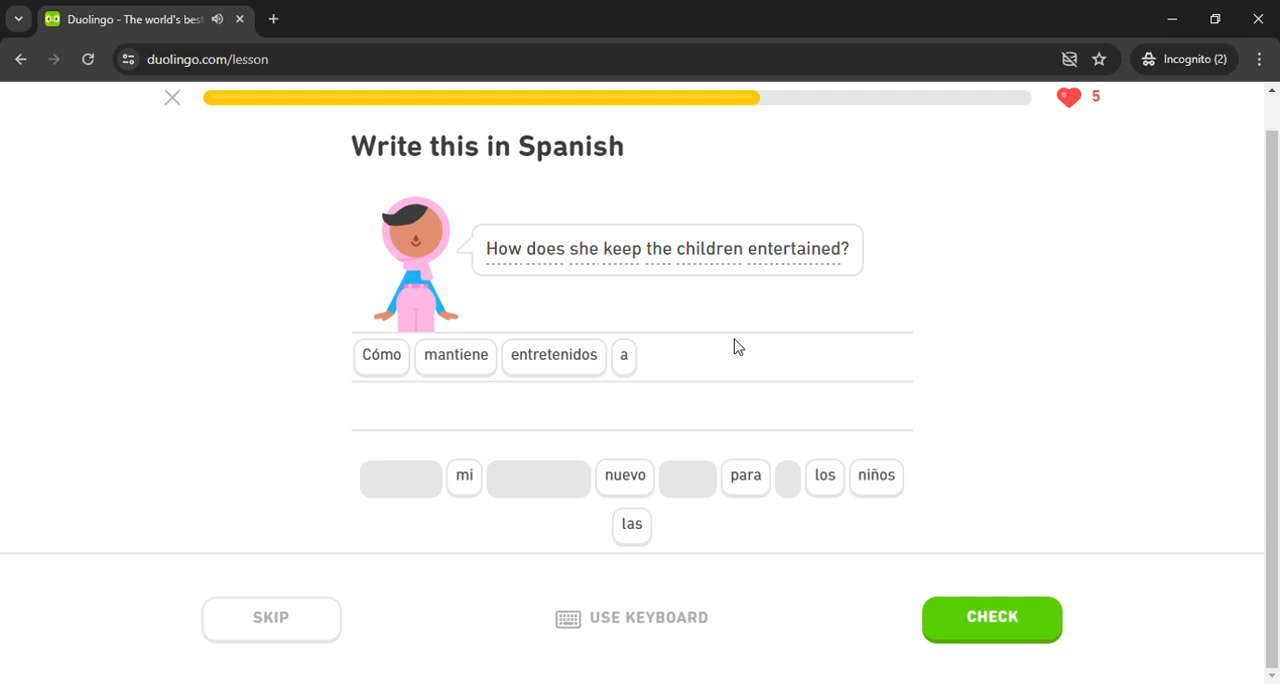 Duolingo - The world's best
duolingo.com/lesson
Incognito (2)
5
Write this in Spanish
How does she keep the children entertained?
Cómo mantiene entretenidos a
mi nuevo para los niños
las
SKIP
USE KEYBOARD
CHECK